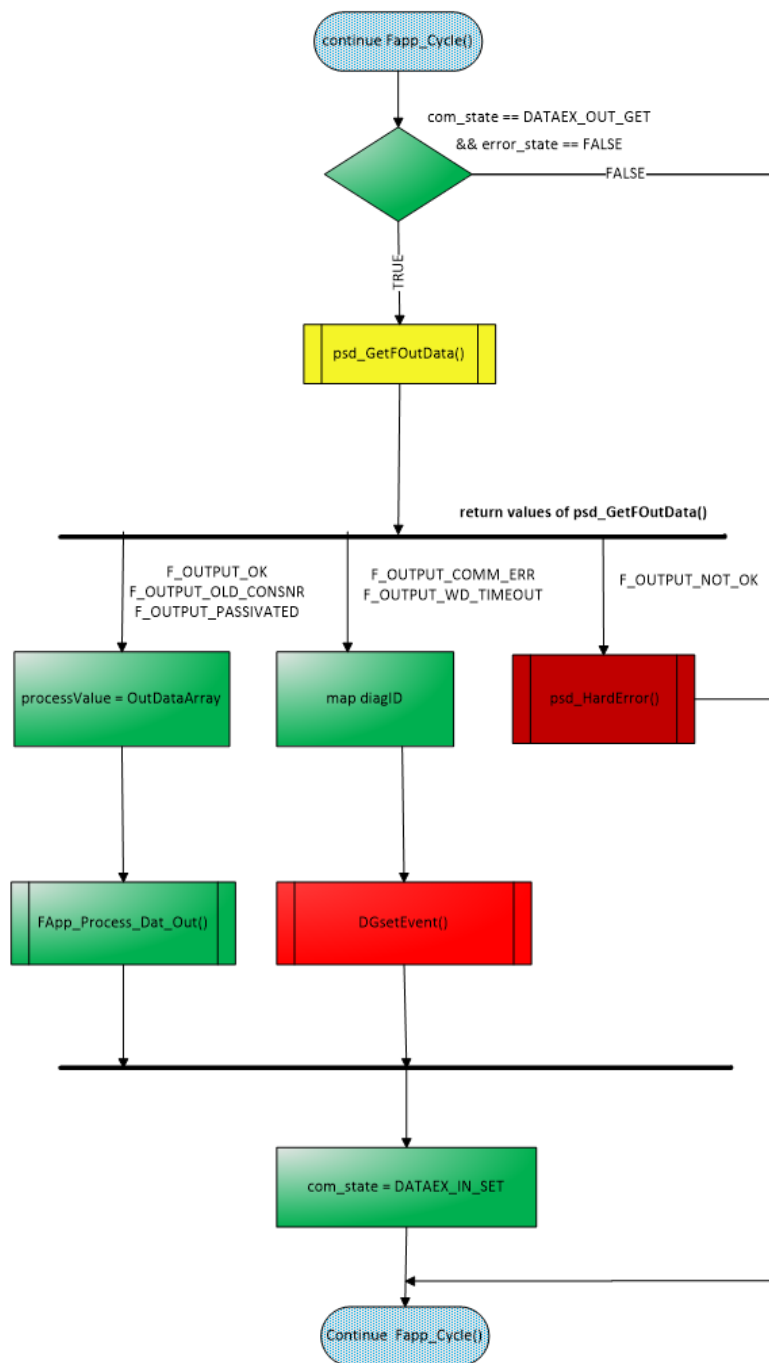 continue Fapp_Cycle()
com_state == DATAEX_OUT_GET
&& error_state == FALSE
FALSE
TRUE
psd_GetFOutData()
return values of psd_GetFOutData()
F_OUTPUT_OK
F_OUTPUT_OLD_CONSNR
F_OUTPUT_PASSIVATED
F_OUTPUT_COMM_ERR
F_OUTPUT_WD_TIMEOUT
F_OUTPUT_NOT_OK
processValue = OutDataArray
map diagID
psd_HardError()
FApp_Process_Dat_Out()
DGsetEvent()
com_state = DATAEX_IN_SET
Continue Fapp_Cycle()